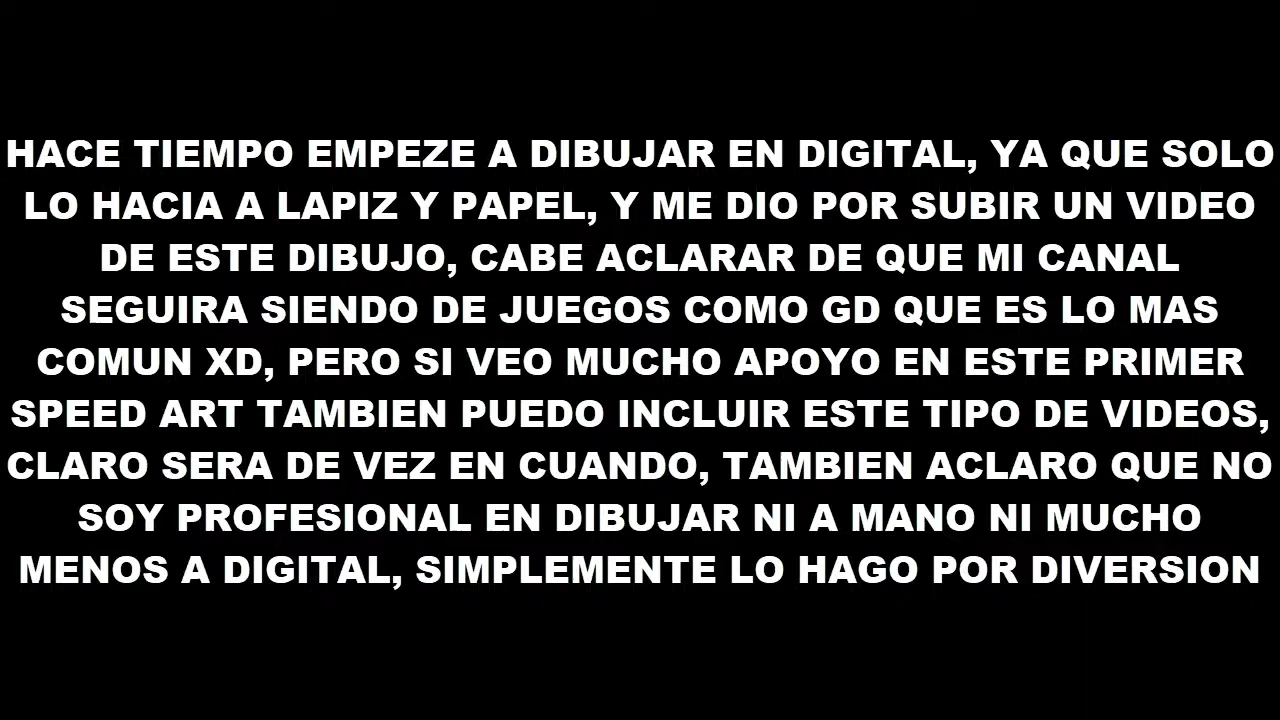 HACE TIEMPO EMPEZE A DIBUJAR EN DIGITAL, YA QUE SOLO
LO HACIA A LAPIZ Y PAPEL, Y ME DIO POR SUBIR UN VIDEO
DE ESTE DIBUJO, CABE ACLARAR DE QUE MI CANAL
SEGUIRA SIENDO DE JUEGOS COMO GD QUE ES LO MAS
COMUN XD, PERO SI VEO MUCHO APOYO EN ESTE PRIMER
SPEED ART TAMBIEN PUEDO INCLUIR ESTE TIPO DE VIDEOS,
CLARO SERA DE VEZ EN CUANDO, TAMBIEN ACLARO QUE NO
SOY PROFESIONAL EN DIBUJAR NI A MANO NI MUCHO
MENOS A DIGITAL, SIMPLEMENTE LO HAGO POR DIVERSION